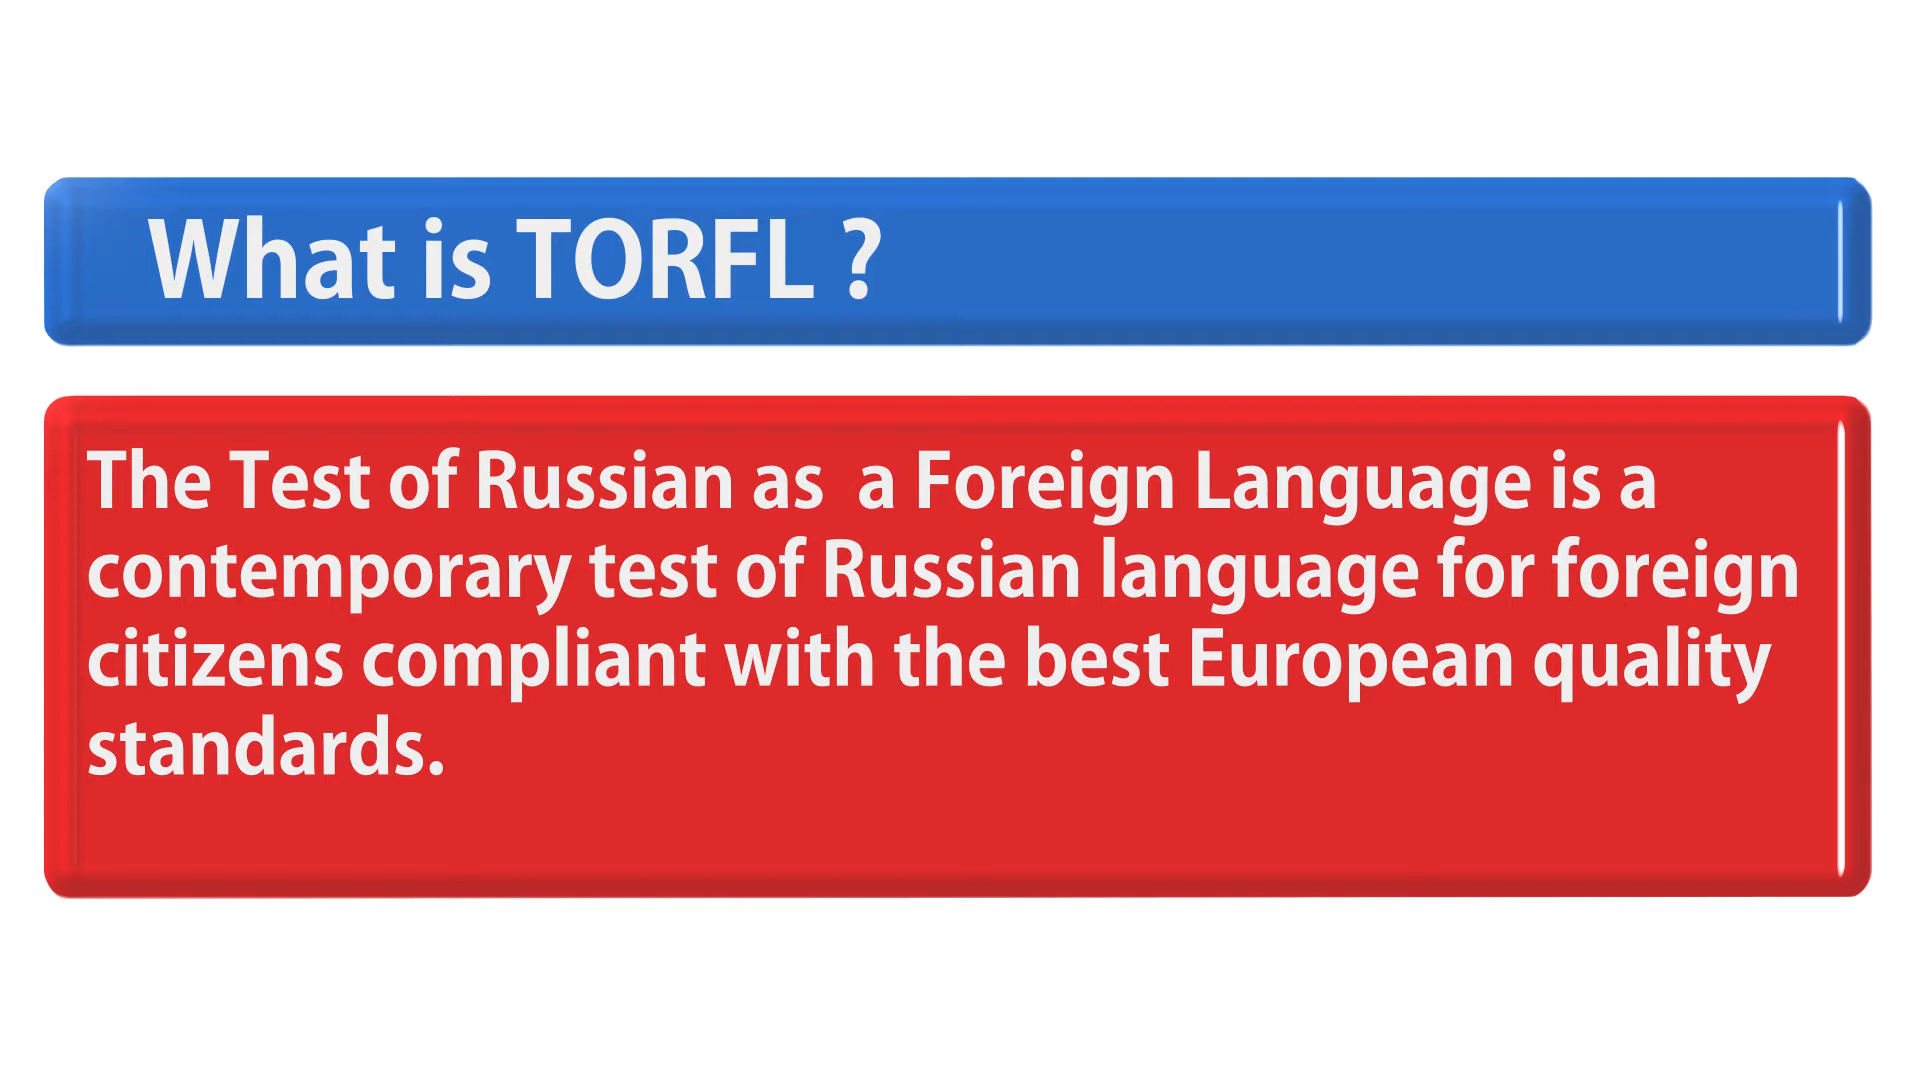 What is TORFL ?
The Test of Russian as  a Foreign Language is a
contemporary test of Russian language for foreign
citizens compliant with the best European quality
standards.